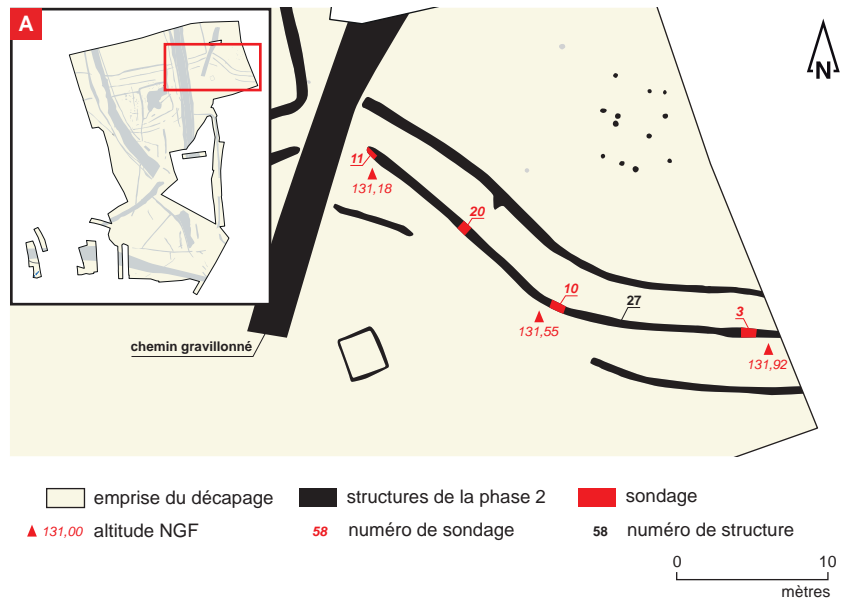 A
N
11
131,18
20
10
27
131,55
3
131,92
chemin gravillonné
emprise du décapage
structures de la phase 2
sondage
131,00 altitude NGF
58 numéro de sondage
58 numéro de structure
0 10
mètres